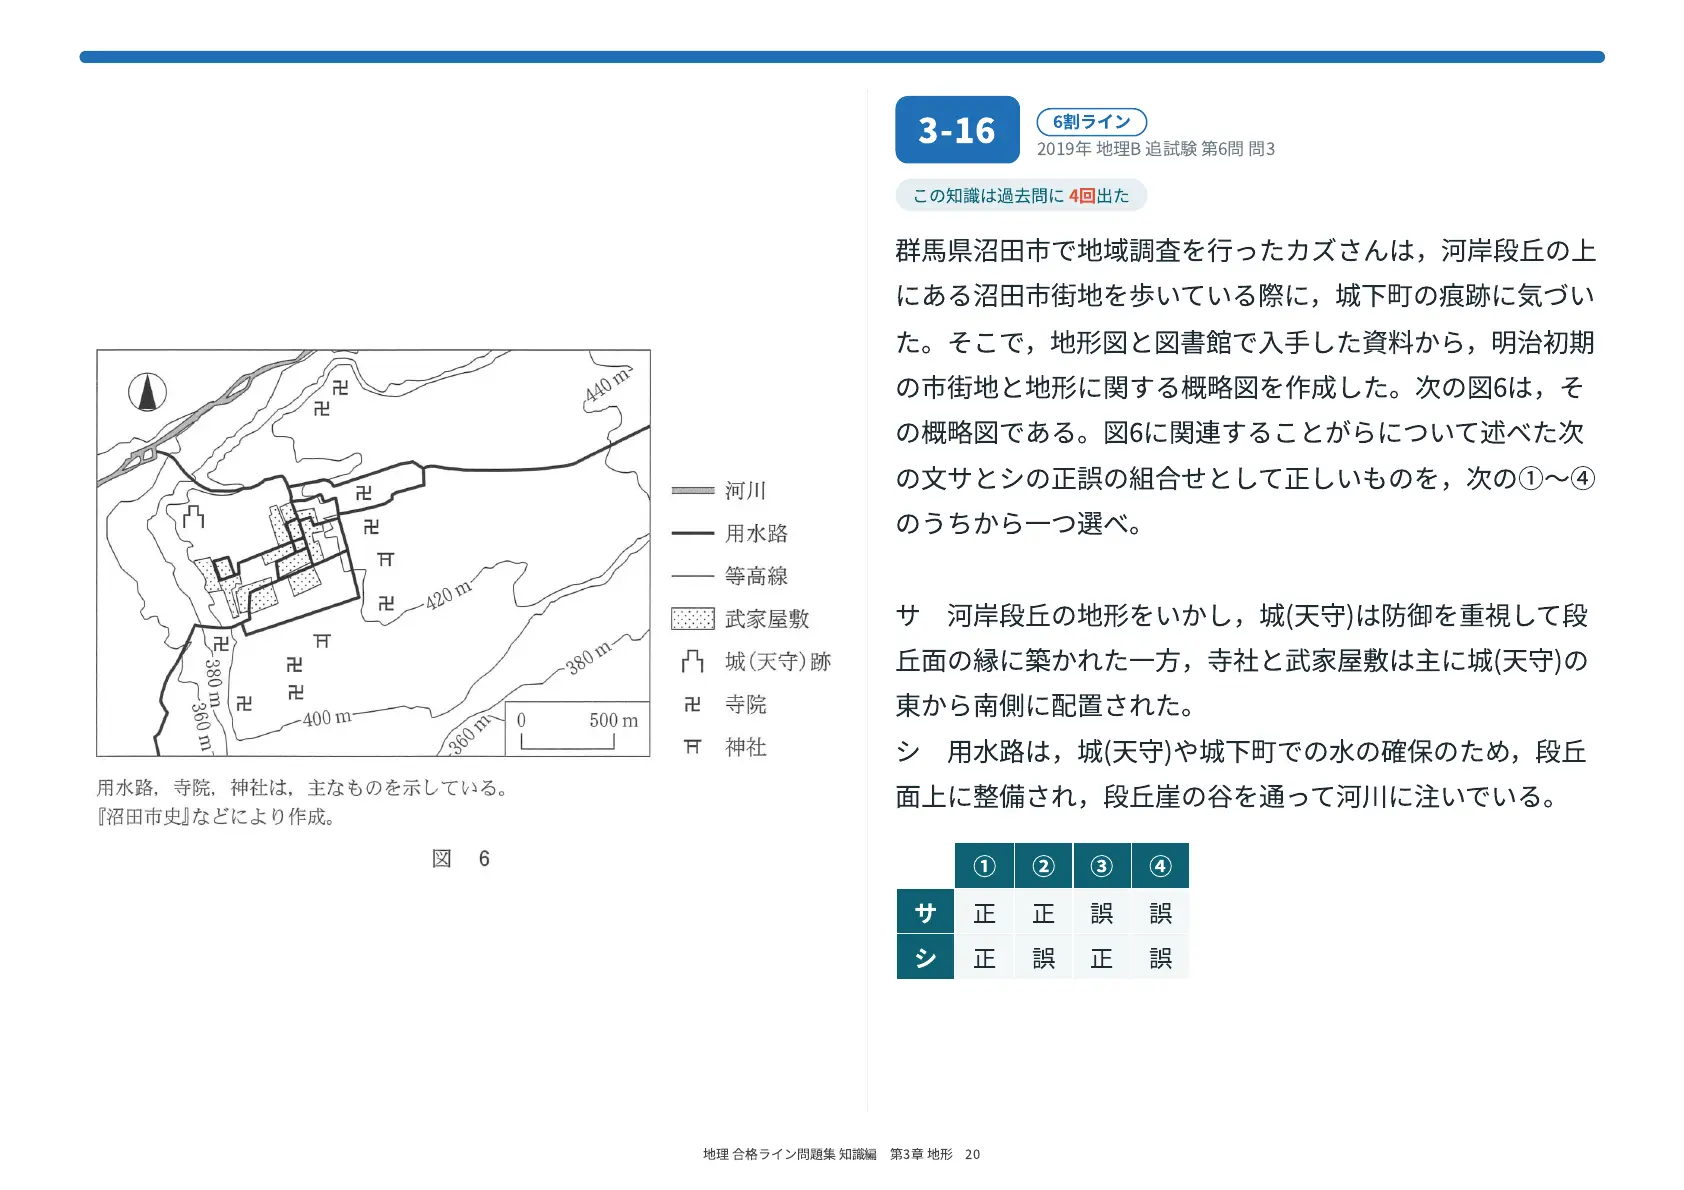 3-16
6割ライン
2019年 地理B 追試験 第6問 問3
この知識は過去問に 4回出た
群馬県沼田市で地域調査を行ったカズさんは，河岸段丘の上
にある沼田市街地を歩いている際に，城下町の痕跡に気づい
た。そこで，地形図と図書館で入手した資料から，明治初期
の市街地と地形に関する概略図を作成した。次の図6は，そ
の概略図である。図6に関連することがらについて述べた次
の文サとシの正誤の組合せとして正しいものを，次の①～④
のうちから一つ選べ。
サ　河岸段丘の地形をいかし，城(天守)は防御を重視して段
丘面の縁に築かれた一方，寺社と武家屋敷は主に城(天守)の
東から南側に配置された。
シ　用水路は，城(天守)や城下町での水の確保のため，段丘
面上に整備され，段丘崖の谷を通って河川に注いでいる。
① ② ③ ④
サ 正 正 誤 誤
シ 正 誤 正 誤
440 m
420 m
380 m
380 m
360 m
400 m
360 m
0 500 m
河川
用水路
等高線
武家屋敷
城(天守)跡
寺院
神社
用水路，寺院，神社は，主なものを示している。
『沼田市史』などにより作成。
図 6
地理 合格ライン問題集 知識編 第3章 地形 20